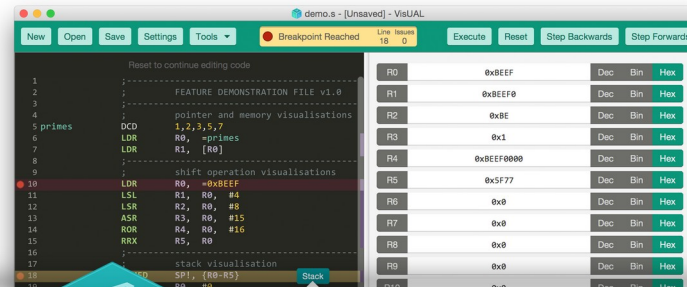 demo.s - [Unsaved] - VisUAL
New Open Save Settings Tools Breakpoint Reached Line 18 Issues 0 Execute Reset Step Backwards Step Forwards
Reset to continue editing code
1 ;
2 ; FEATURE DEMONSTRATION FILE v1.0
3 ;
4 ; pointer and memory visualisations
5 primes DCD 1,2,3,5,7
6 LDR R0, =primes
7 LDR R1, [R0]
8 ;
9 ; shift operation visualisations
10 LDR R0, =0xBEEF
11 LSL R1, R0, #4
12 LSR R2, R0, #8
13 ASR R3, R0, #15
14 ROR R4, R0, #16
15 RRX R5, R0
16 ;
17 ; stack visualisation
18 SP!, {R0-R5} Stack
R0 0xBEEF Dec Bin Hex
R1 0xBEEF0 Dec Bin Hex
R2 0xBE Dec Bin Hex
R3 0x1 Dec Bin Hex
R4 0xBEEF0000 Dec Bin Hex
R5 0x5F77 Dec Bin Hex
R6 0x0 Dec Bin Hex
R7 0x0 Dec Bin Hex
R8 0x0 Dec Bin Hex
R9 0x0 Dec Bin Hex